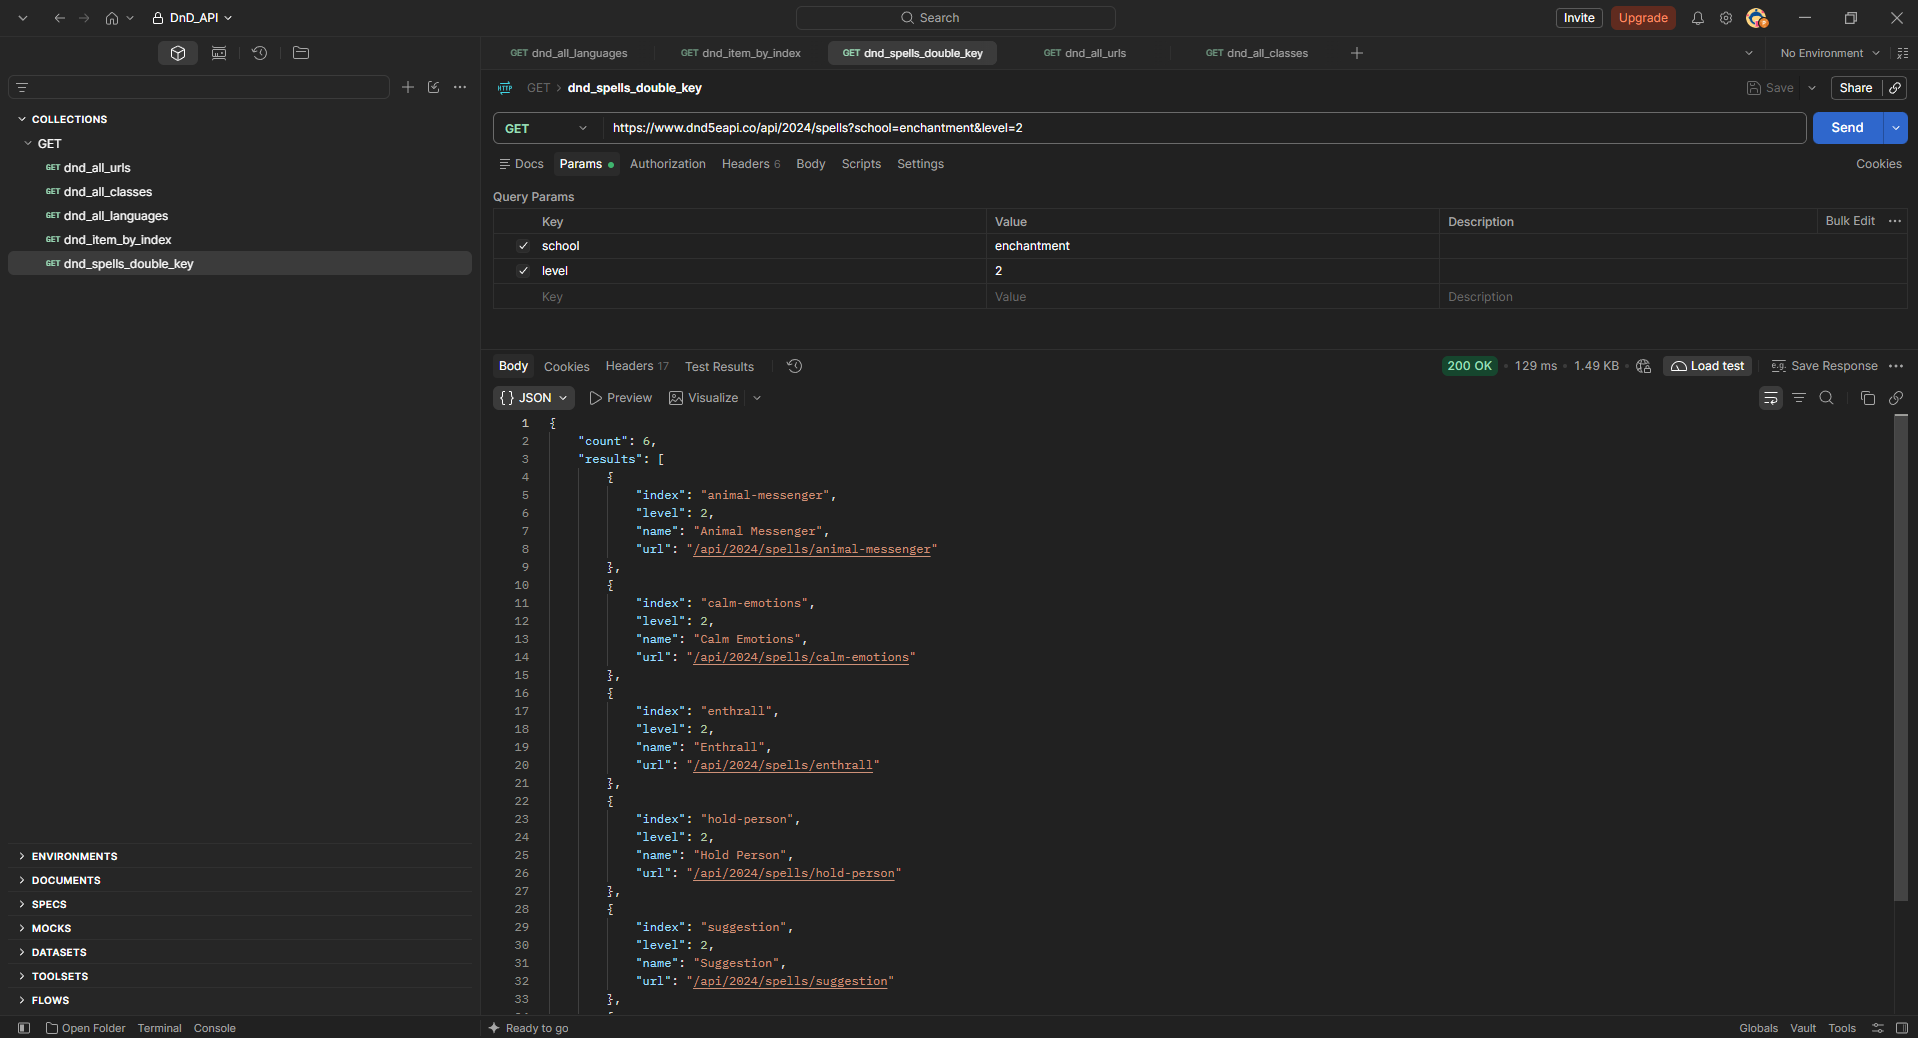 DnD_API
Search
Invite
Upgrade
GET dnd_all_languages
GET dnd_item_by_index
GET dnd_spells_double_key
GET dnd_all_urls
GET dnd_all_classes
No Environment
COLLECTIONS
GET
GET dnd_all_urls
GET dnd_all_classes
GET dnd_all_languages
GET dnd_item_by_index
GET dnd_spells_double_key
ENVIRONMENTS
DOCUMENTS
SPECS
MOCKS
DATASETS
TOOLSETS
FLOWS
HTTP GET > dnd_spells_double_key
Save
Share
GET https://www.dnd5eapi.co/api/2024/spells?school=enchantment&level=2
Send
Docs Params Authorization Headers 6 Body Scripts Settings
Cookies
Query Params
Key Value Description Bulk Edit
school enchantment
level 2
Key Value Description
Body Cookies Headers 17 Test Results
200 OK • 129 ms • 1.49 KB
Load test
e.g. Save Response
{} JSON Preview Visualize
1 {
2 "count": 6,
3 "results": [
4 {
5 "index": "animal-messenger",
6 "level": 2,
7 "name": "Animal Messenger",
8 "url": "/api/2024/spells/animal-messenger"
9 },
10 {
11 "index": "calm-emotions",
12 "level": 2,
13 "name": "Calm Emotions",
14 "url": "/api/2024/spells/calm-emotions"
15 },
16 {
17 "index": "enthrall",
18 "level": 2,
19 "name": "Enthrall",
20 "url": "/api/2024/spells/enthrall"
21 },
22 {
23 "index": "hold-person",
24 "level": 2,
25 "name": "Hold Person",
26 "url": "/api/2024/spells/hold-person"
27 },
28 {
29 "index": "suggestion",
30 "level": 2,
31 "name": "Suggestion",
32 "url": "/api/2024/spells/suggestion"
33 },
Open Folder Terminal Console
Ready to go
Globals Vault Tools